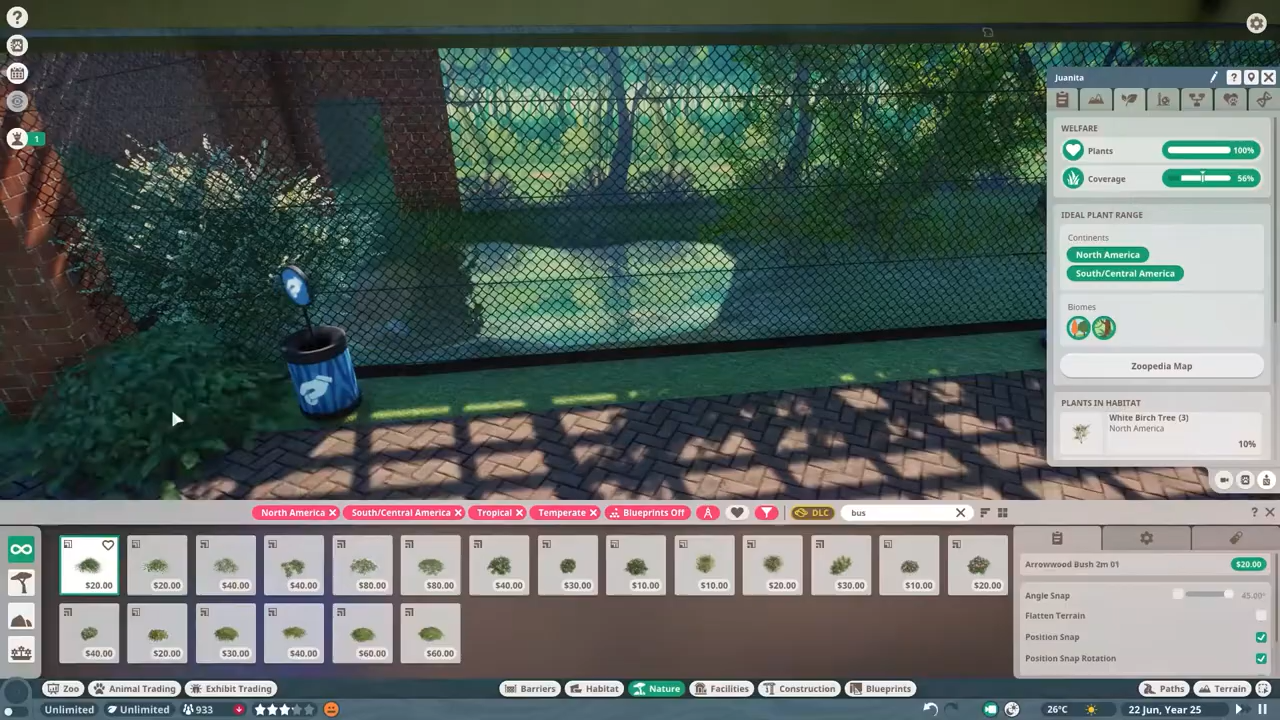 ?
1
Juanita
?
WELFARE
Plants
100%
Coverage
56%
IDEAL PLANT RANGE
Continents
North America
South/Central America
Biomes
Zoopedia Map
PLANTS IN HABITAT
White Birch Tree (3)
North America
10%
North America ×
South/Central America ×
Tropical ×
Temperate ×
Blueprints Off
DLC
bus
?
$20.00
$20.00
$40.00
$40.00
$80.00
$80.00
$40.00
$30.00
$10.00
$10.00
$20.00
$30.00
$10.00
$20.00
$40.00
$20.00
$30.00
$40.00
$60.00
$60.00
Arrowwood Bush 2m 01
$20.00
Angle Snap
45.00°
Flatten Terrain
Position Snap
Position Snap Rotation
Zoo
Animal Trading
Exhibit Trading
Barriers
Habitat
Nature
Facilities
Construction
Blueprints
Paths
Terrain
Unlimited
Unlimited
933
26°C
22 Jun, Year 25